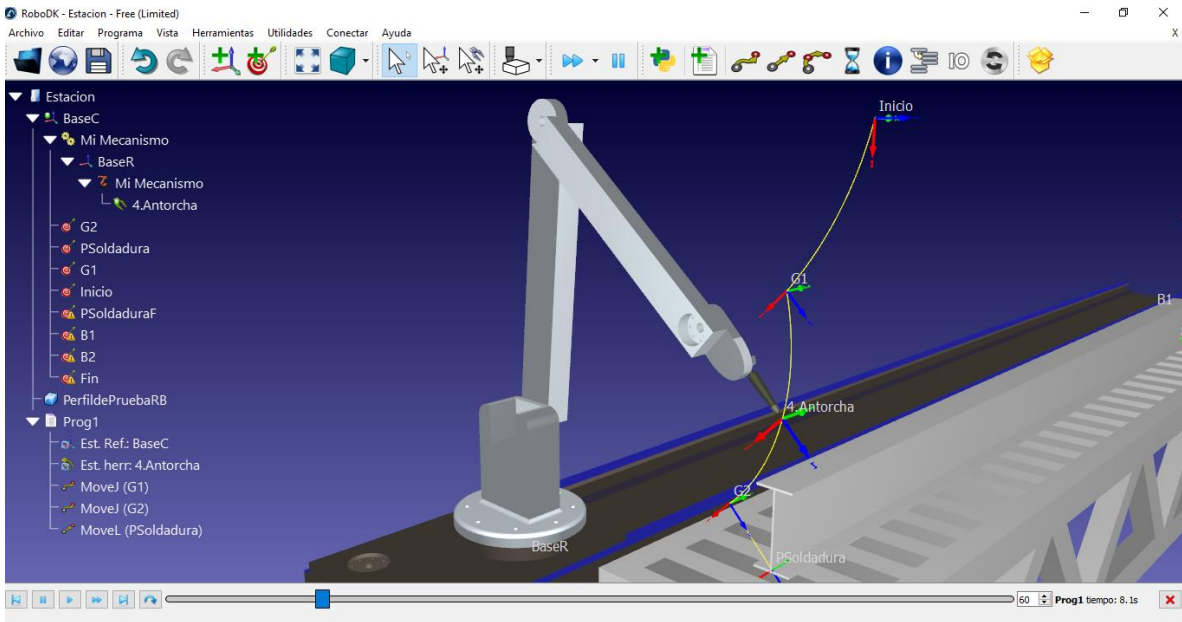 RoboDK - Estacion - Free (Limited)
Archivo Editar Programa Vista Herramientas Utilidades Conectar Ayuda X
IO
Estacion
BaseC
Mi Mecanismo
BaseR
Mi Mecanismo
4.Antorcha
G2
PSoldadura
G1
Inicio
PSoldaduraF
B1
B2
Fin
PerfildePruebaRB
Prog1
Est. Ref.: BaseC
Est. herr: 4.Antorcha
MoveJ (G1)
MoveJ (G2)
MoveL (PSoldadura)
Inicio
G1
B1
4.Antorcha
G2
BaseR
PSoldadura
60 Prog1 tiempo: 8.1s